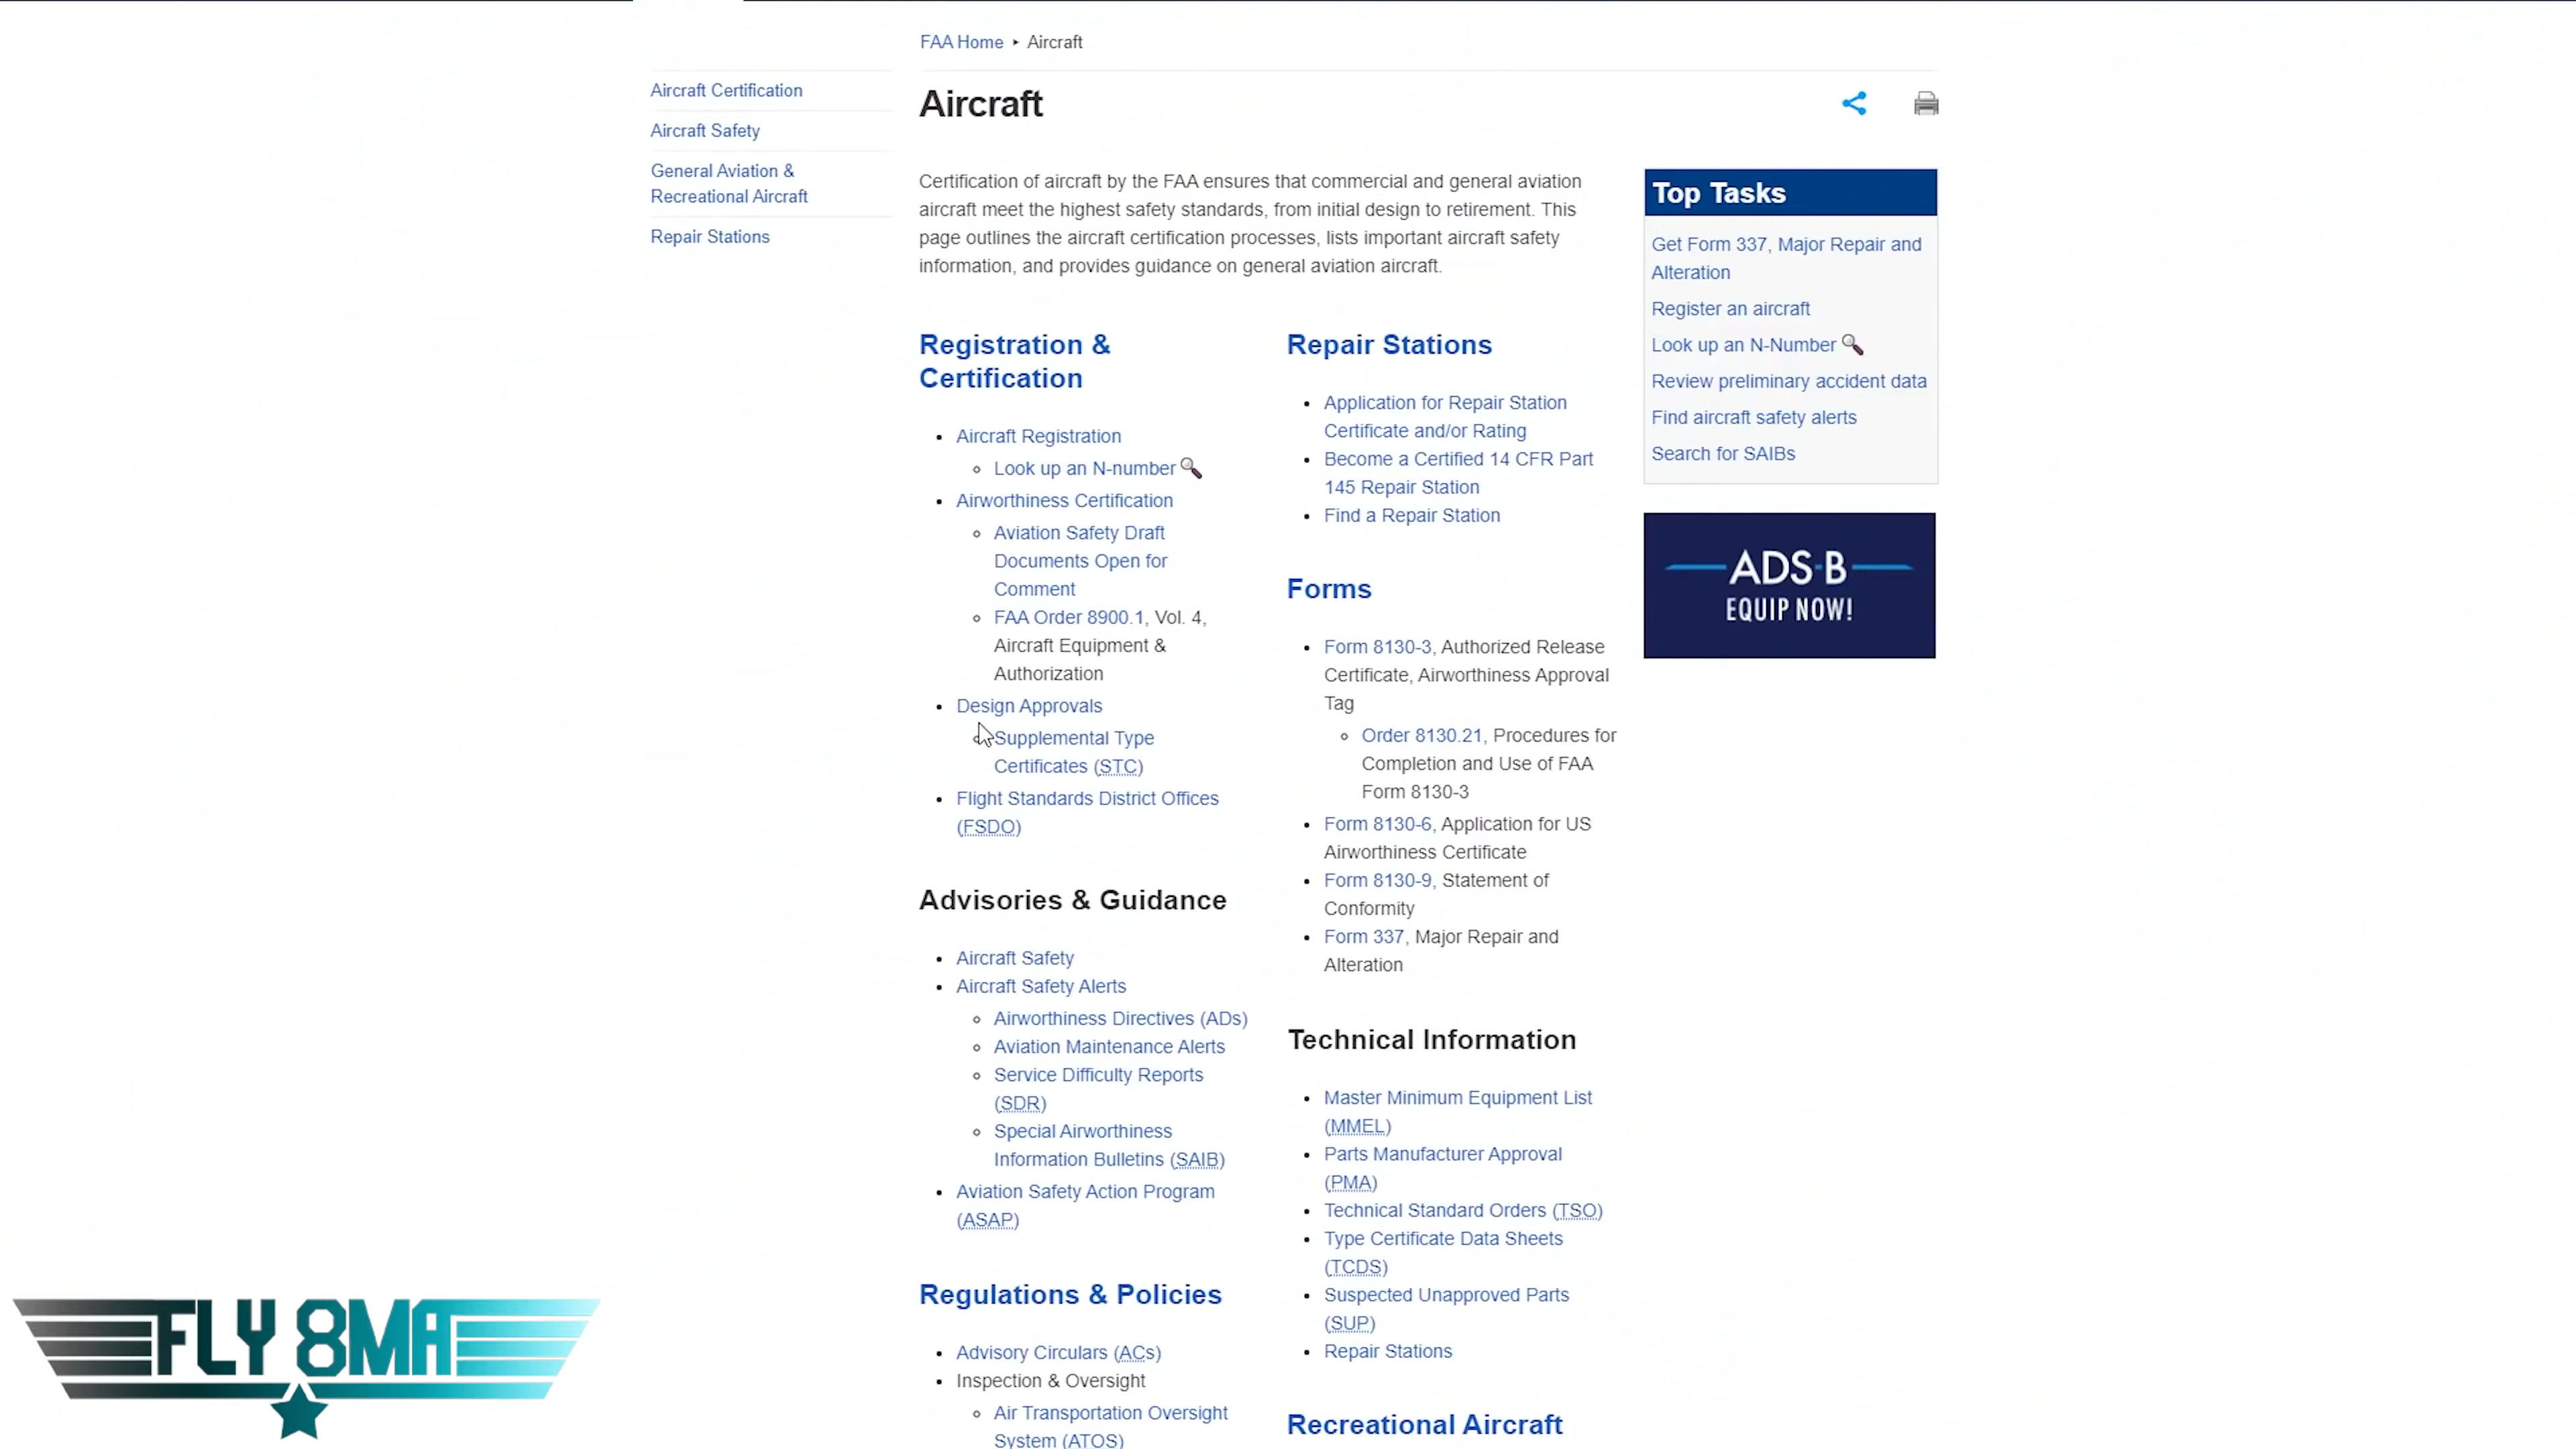 FAA Home ▸ Aircraft
Aircraft Certification
Aircraft Safety
General Aviation &
Recreational Aircraft
Repair Stations
Aircraft
Certification of aircraft by the FAA ensures that commercial and general aviation
aircraft meet the highest safety standards, from initial design to retirement. This
page outlines the aircraft certification processes, lists important aircraft safety
information, and provides guidance on general aviation aircraft.
Registration &
Certification
Aircraft Registration
Look up an N-number
Airworthiness Certification
Aviation Safety Draft
Documents Open for
Comment
FAA Order 8900.1, Vol. 4,
Aircraft Equipment &
Authorization
Design Approvals
Supplemental Type
Certificates (STC)
Flight Standards District Offices
(FSDO)
Advisories & Guidance
Aircraft Safety
Aircraft Safety Alerts
Airworthiness Directives (ADs)
Aviation Maintenance Alerts
Service Difficulty Reports
(SDR)
Special Airworthiness
Information Bulletins (SAIB)
Aviation Safety Action Program
(ASAP)
Regulations & Policies
Advisory Circulars (ACs)
Inspection & Oversight
Air Transportation Oversight
System (ATOS)
Repair Stations
Application for Repair Station
Certificate and/or Rating
Become a Certified 14 CFR Part
145 Repair Station
Find a Repair Station
Forms
Form 8130-3, Authorized Release
Certificate, Airworthiness Approval
Tag
Order 8130.21, Procedures for
Completion and Use of FAA
Form 8130-3
Form 8130-6, Application for US
Airworthiness Certificate
Form 8130-9, Statement of
Conformity
Form 337, Major Repair and
Alteration
Technical Information
Master Minimum Equipment List
(MMEL)
Parts Manufacturer Approval
(PMA)
Technical Standard Orders (TSO)
Type Certificate Data Sheets
(TCDS)
Suspected Unapproved Parts
(SUP)
Repair Stations
Recreational Aircraft
Top Tasks
Get Form 337, Major Repair and
Alteration
Register an aircraft
Look up an N-Number
Review preliminary accident data
Find aircraft safety alerts
Search for SAIBs
ADS-B
EQUIP NOW!
FLY 8MA